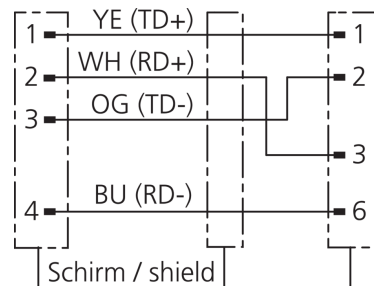 1 YE (TD+) 1
2 WH (RD+) 2
3 OG (TD-)
3
4 BU (RD-) 6
Schirm / shield